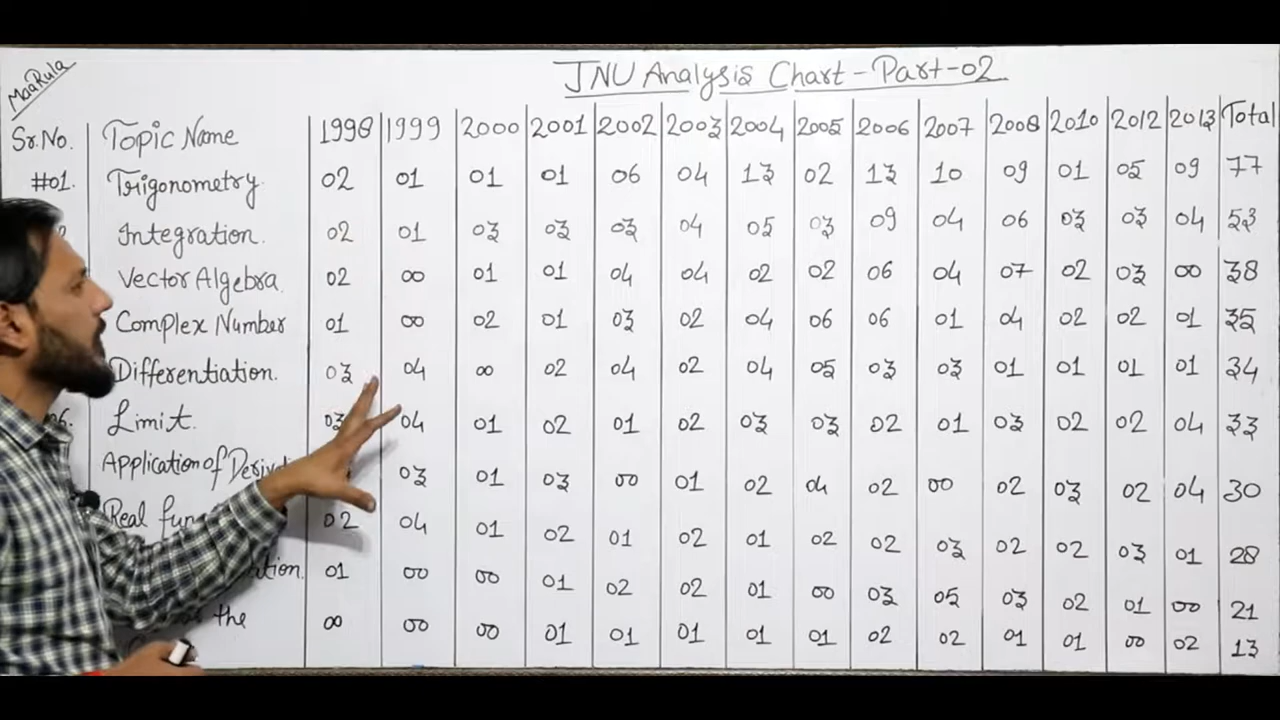 MaaRula
JNU Analysis Chart - Part-02
Sr.No. Topic Name 1998 1999 2000 2001 2002 2003 2004 2005 2006 2007 2008 2010 2012 2013 Total
#01. Trigonometry 02 01 01 01 06 04 13 02 13 10 09 01 05 09 77
Integration. 02 01 03 03 03 04 05 03 09 04 06 03 03 04 53
Vector Algebra 02 00 01 01 04 04 02 02 06 04 07 02 03 00 38
Complex Number 01 00 02 01 03 02 04 06 06 01 04 02 02 01 35
Differentiation. 03 04 00 02 04 02 04 05 03 03 01 01 01 01 34
Limit. 03 04 01 02 01 02 03 03 02 01 03 02 02 04 33
Application of 03 01 03 00 01 02 04 02 00 02 03 02 04 30
Real 02 04 01 02 01 02 01 02 02 03 02 02 03 01 28
01 00 00 01 02 02 01 00 03 05 03 02 01 00 21
the 00 00 00 01 01 01 01 01 02 02 01 01 00 02 13